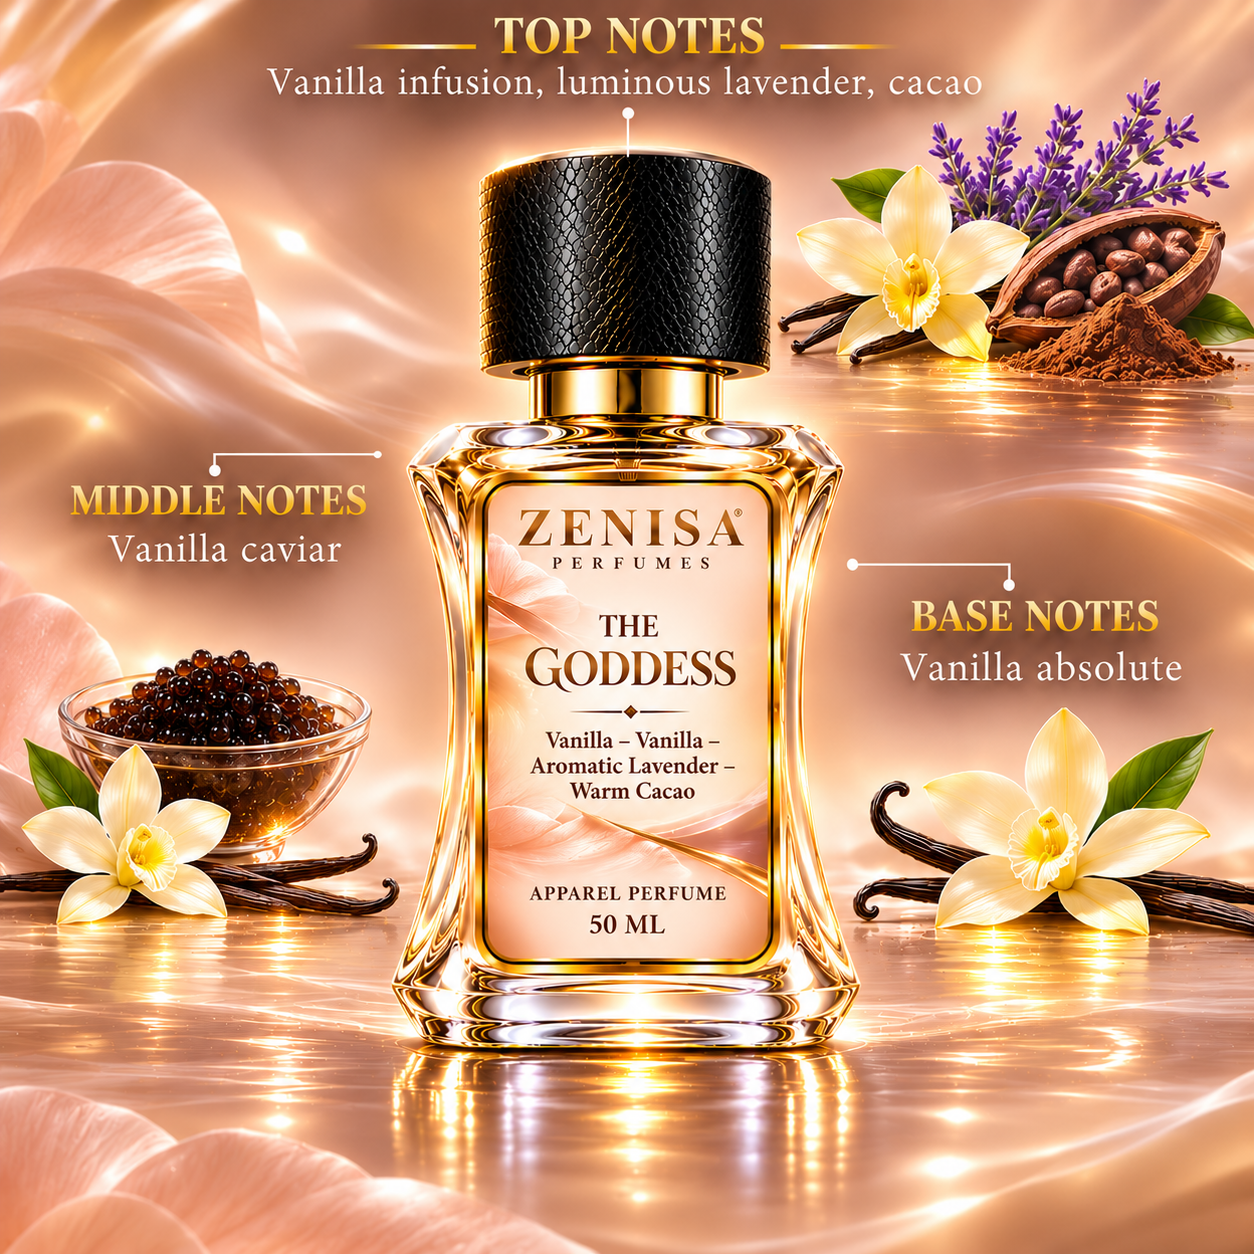 TOP NOTES
Vanilla infusion, luminous lavender, cacao
MIDDLE NOTES
Vanilla caviar
ZENISA®
PERFUMES
THE
GODDESS
Vanilla – Vanilla –
Aromatic Lavender –
Warm Cacao
APPAREL PERFUME
50 ML
BASE NOTES
Vanilla absolute